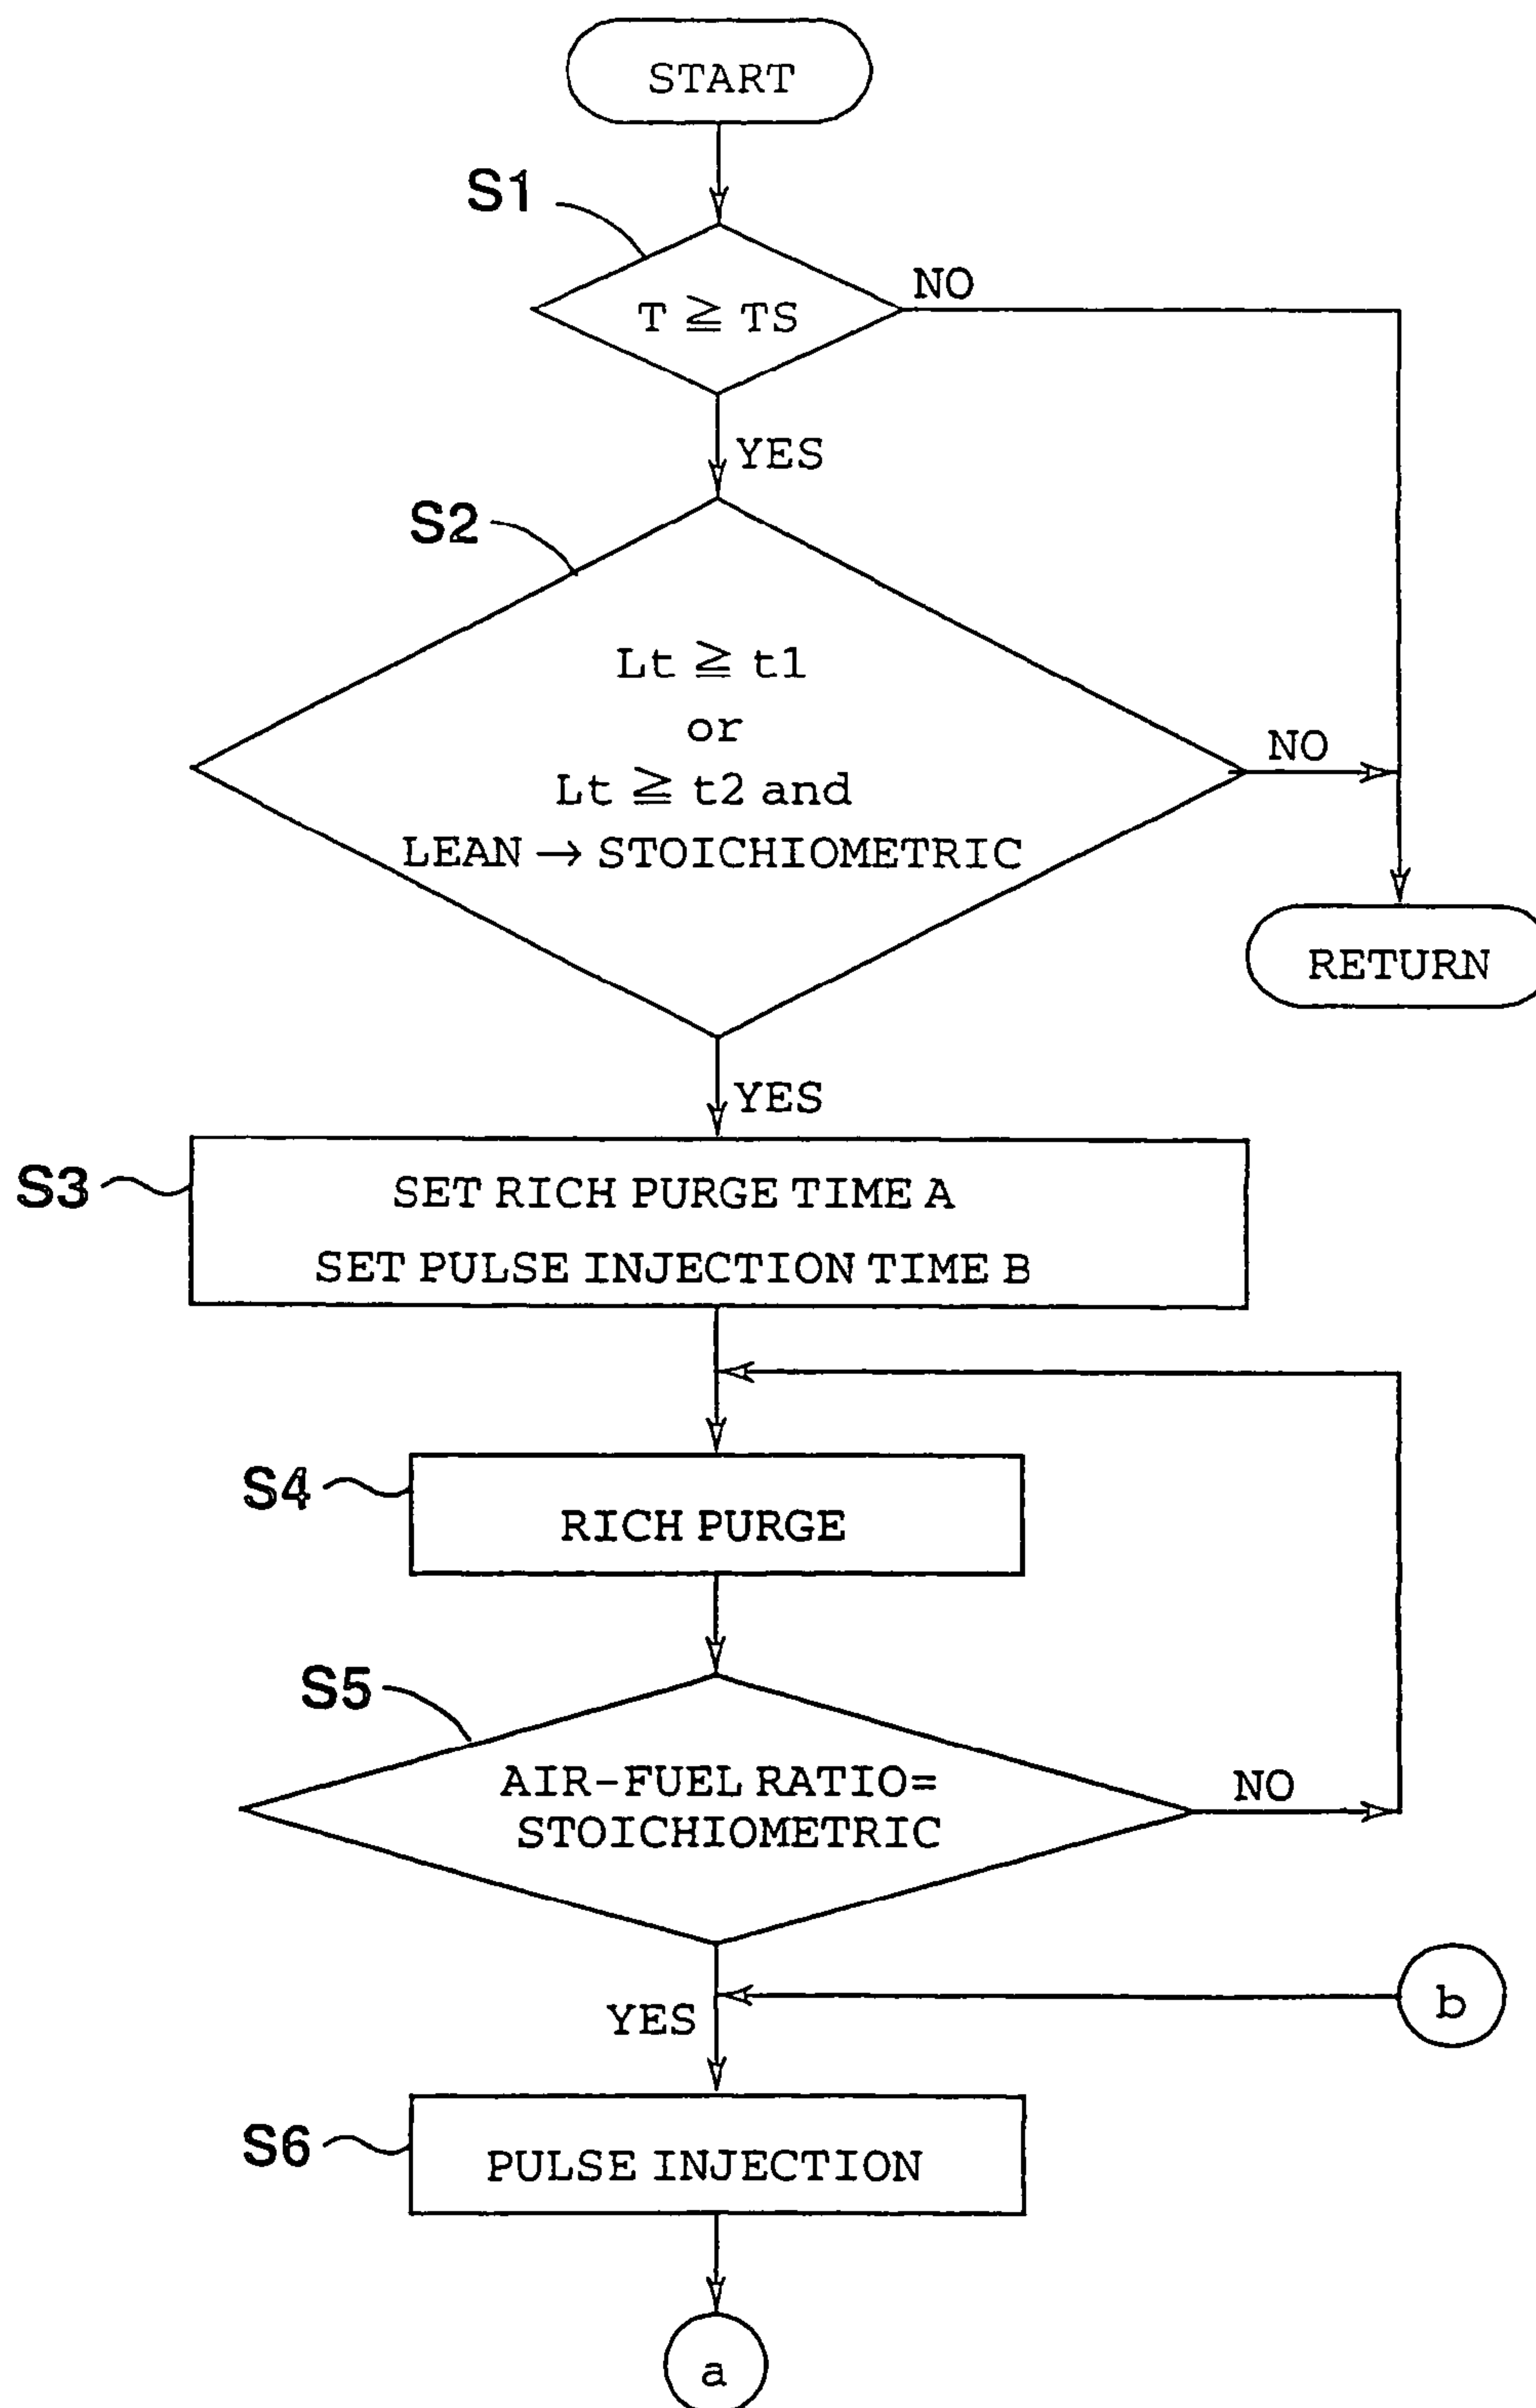 START
S1
T ≧ TS
NO
YES
S2
Lt ≧ t1
or
Lt ≧ t2 and
LEAN → STOICHIOMETRIC
NO
RETURN
YES
S3
SET RICH PURGE TIME A
SET PULSE INJECTION TIME B
S4
RICH PURGE
S5
AIR-FUEL RATIO=
STOICHIOMETRIC
NO
YES
b
S6
PULSE INJECTION
a